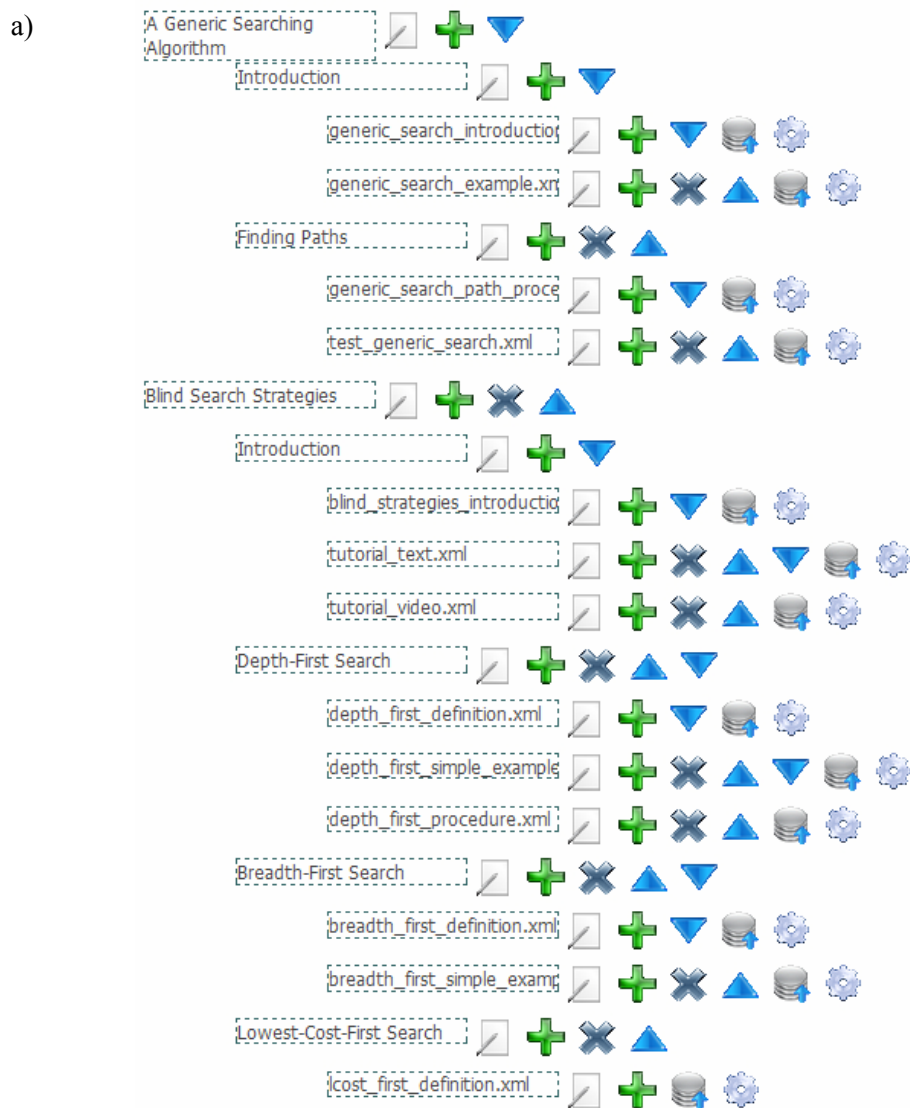 a)
A Generic Searching
Algorithm
Introduction
generic_search_introduction
generic_search_example.xm
Finding Paths
generic_search_path_proce
test_generic_search.xml
Blind Search Strategies
Introduction
blind_strategies_introductio
tutorial_text.xml
tutorial_video.xml
Depth-First Search
depth_first_definition.xml
depth_first_simple_example
depth_first_procedure.xml
Breadth-First Search
breadth_first_definition.xml
breadth_first_simple_examp
Lowest-Cost-First Search
lcost_first_definition.xml